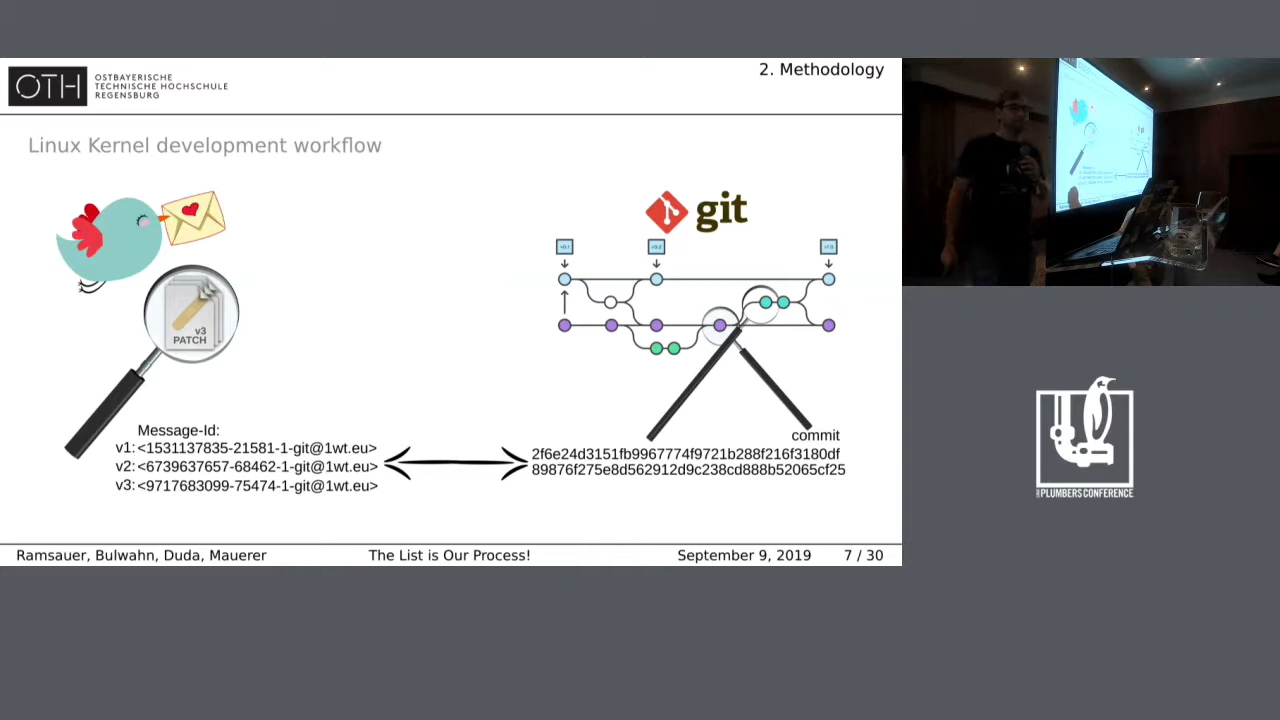 OTH
OSTBAYERISCHE
TECHNISCHE HOCHSCHULE
REGENSBURG
2. Methodology
Linux Kernel development workflow
git
v3
PATCH
Message-Id:
v1:<1531137835-21581-1-git@1wt.eu>
v2:<6739637657-68462-1-git@1wt.eu>
v3:<9717683099-75474-1-git@1wt.eu>
commit
2f6e24d3151fb9967774f9721b288f216f3180df
89876f275e8d562912d9c238cd888b52065cf25
Ramsauer, Bulwahn, Duda, Mauerer
The List is Our Process!
September 9, 2019
7 / 30
PLUMBERS CONFERENCE